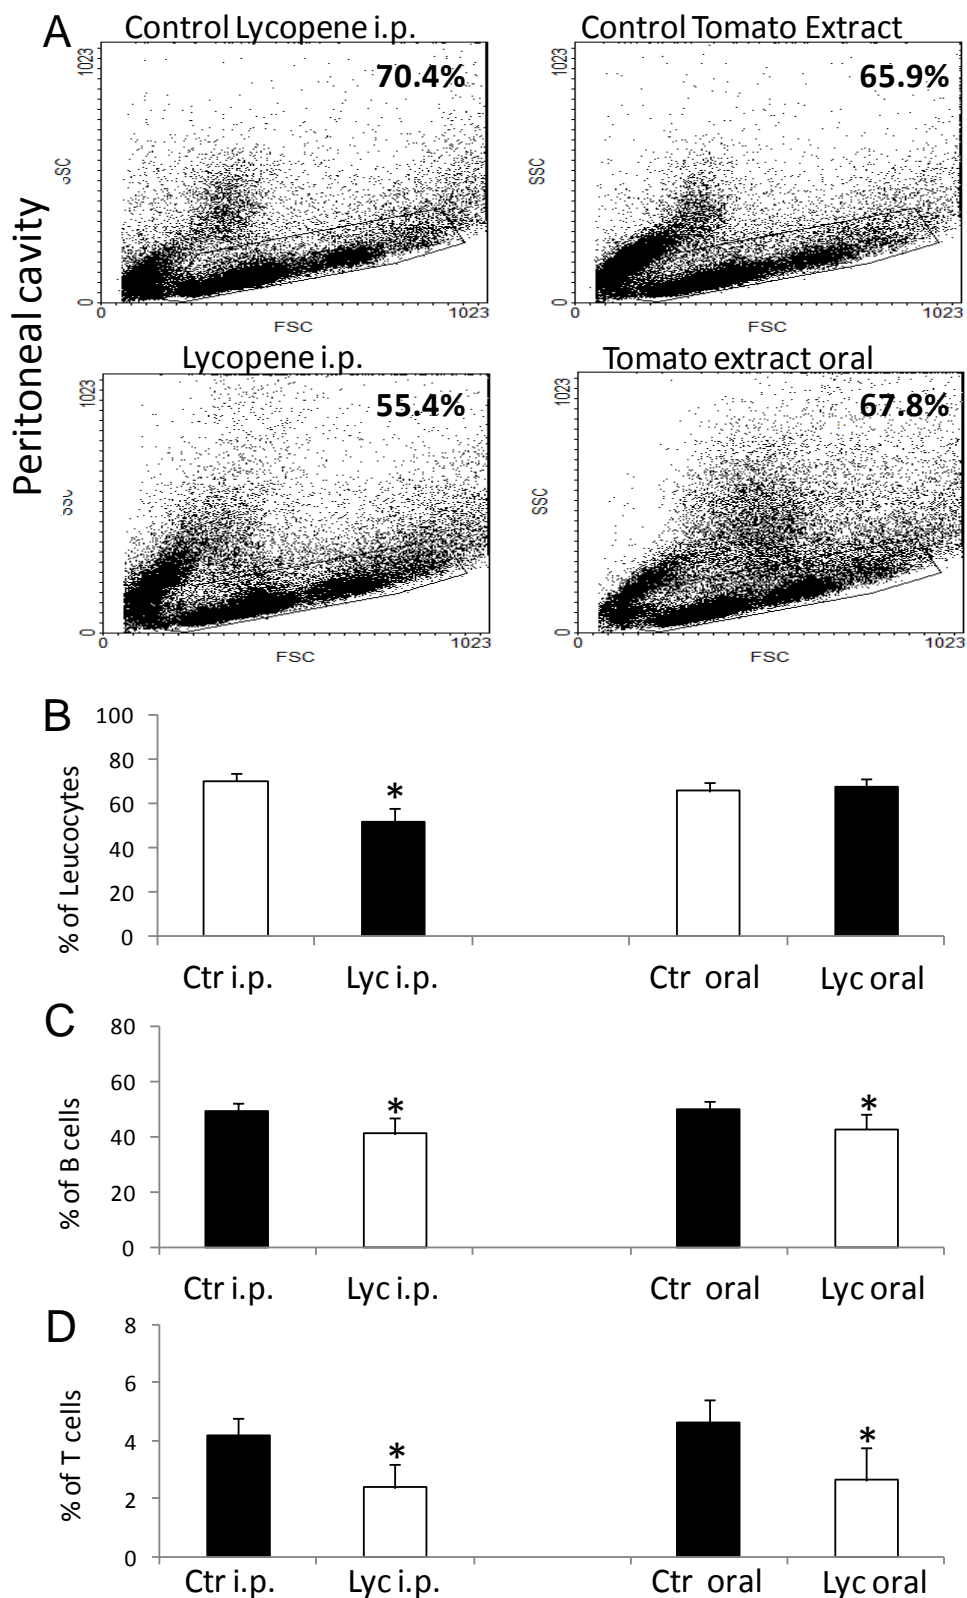 A
Control Lycopene i.p.
Control Tomato Extract
1023
70.4%
SSC
0
0
1023
FSC
1023
65.9%
SSC
0
0
1023
FSC
Peritoneal cavity
Lycopene i.p.
Tomato extract oral
1023
55.4%
SSC
0
0
1023
FSC
1023
67.8%
SSC
0
0
1023
FSC
B
100
80
60
40
20
0
% of Leucocytes
*
Ctr i.p.
Lyc i.p.
Ctr oral
Lyc oral
C
80
60
40
20
0
% of B cells
*
*
Ctr i.p.
Lyc i.p.
Ctr oral
Lyc oral
D
8
6
4
2
0
% of T cells
*
*
Ctr i.p.
Lyc i.p.
Ctr oral
Lyc oral